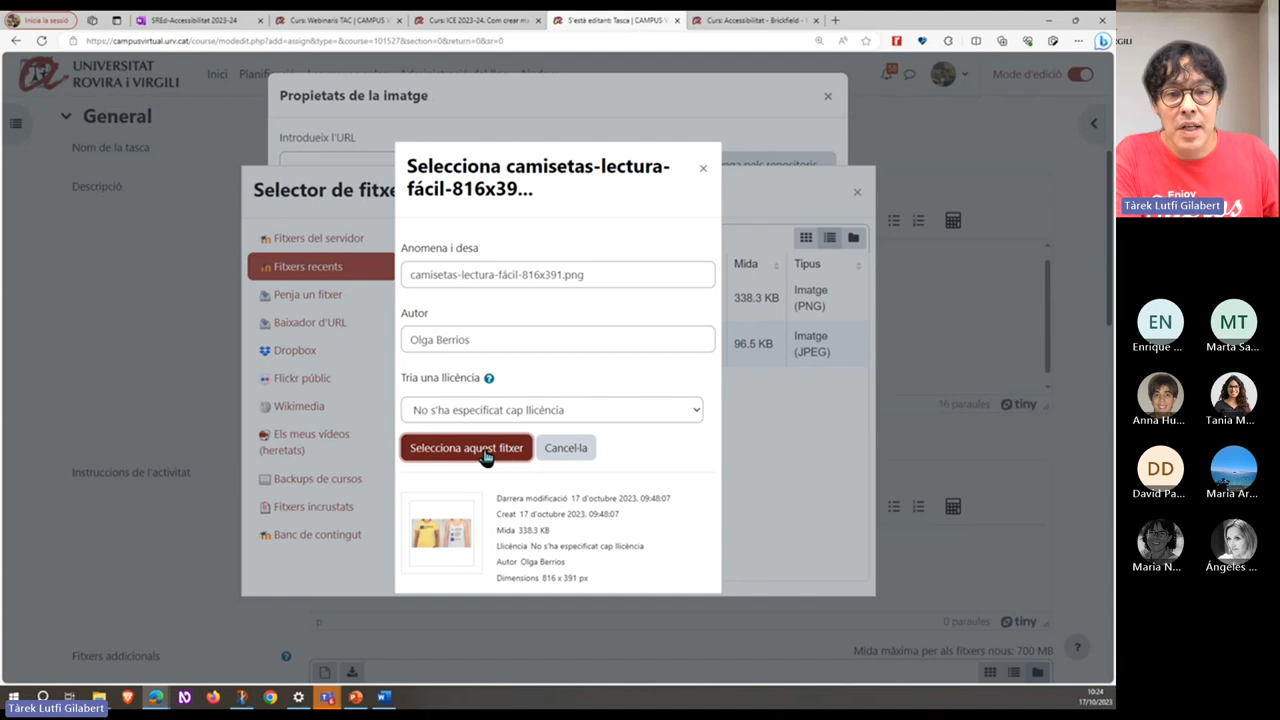 Inicia la sessió
SREd-Accessibilitat 2023-24
Curs: Webinaris TAC | CAMPUS V
Curs: ICE 2023-24. Com crear m
S'està editant: Tasca | CAMPUS V
Curs: Accessibilitat - Brickfield -
https://campusvirtual.urv.cat/course/modedit.php?add=assign&type=&course=101527&section=0&return=0&sr=0
UNIVERSITAT
ROVIRA i VIRGILI
Inici
Mode d'edició
General
Nom de la tasca
Descripció
Instruccions de l'activitat
Fitxers addicionals
Propietats de la imatge
Introdueix l'URL
Selector de fitxe
Fitxers del servidor
Fitxers recents
Penja un fitxer
Baixador d'URL
Dropbox
Flickr públic
Wikimedia
Els meus vídeos
(heretats)
Backups de cursos
Fitxers incrustats
Banc de contingut
Selecciona camisetas-lectura-
fácil-816x39...
Anomena i desa
camisetas-lectura-fácil-816x391.png
Autor
Olga Berrios
Tria una llicència
No s'ha especificat cap llicència
Selecciona aquest fitxer
Cancel·la
Darrera modificació 17 d'octubre 2023, 09:48:07
Creat 17 d'octubre 2023, 09:48:07
Mida 338.3 KB
Llicència No s'ha especificat cap llicència
Autor Olga Berrios
Dimensions 816 x 391 px
Mida
Tipus
338.3 KB
Imatge
(PNG)
96.5 KB
Imatge
(JPEG)
16 paraules
tiny
p
0 paraules
tiny
Mida màxima per als fitxers nous: 700 MB
10:24
17/10/2023
Tàrek Lutfi Gilabert
Enjoy
Tàrek Lutfi Gilabert
EN
Enrique ...
MT
Marta Sa...
Anna Hu...
Tania M...
DD
David Pa...
Maria Ar...
Maria N...
Ángeles ...